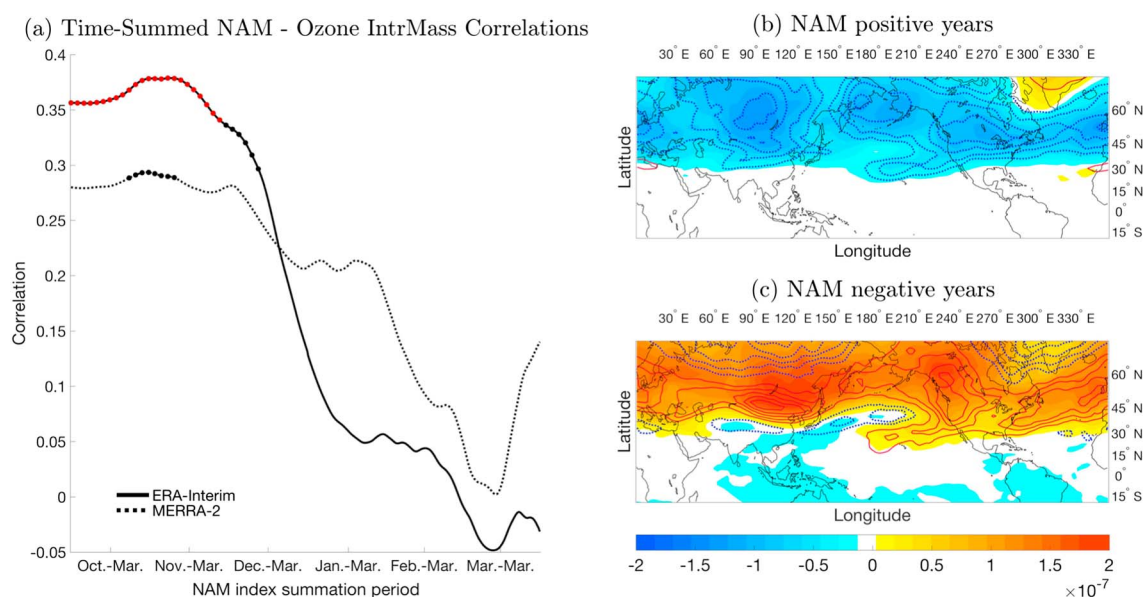 (a) Time-Summed NAM - Ozone IntrMass Correlations
0.4
0.35
0.3
0.25
0.2
0.15
0.1
0.05
0
-0.05
Correlation
ERA-Interim
MERRA-2
Oct.-Mar. Nov.-Mar. Dec.-Mar. Jan.-Mar. Feb.-Mar. Mar.-Mar.
NAM index summation period
(b) NAM positive years
30° E 60° E 90° E 120° E 150° E 180° E 210° E 240° E 270° E 300° E 330° E
60° N
45° N
30° N
15° N
0°
15° S
Latitude
Longitude
(c) NAM negative years
30° E 60° E 90° E 120° E 150° E 180° E 210° E 240° E 270° E 300° E 330° E
60° N
45° N
30° N
15° N
0°
15° S
Latitude
Longitude
-2 -1.5 -1 -0.5 0 0.5 1 1.5 2
×10⁻⁷